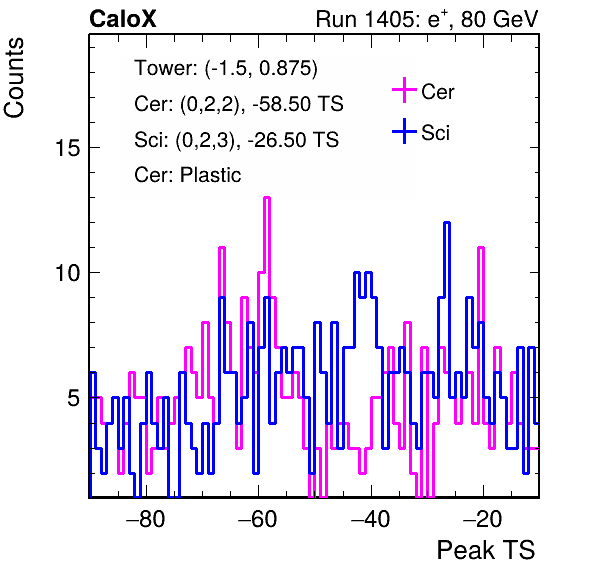 CaloX Run 1405: e⁺, 80 GeV
Counts
Tower: (-1.5, 0.875)
Cer: (0,2,2), -58.50 TS
Sci: (0,2,3), -26.50 TS
Cer: Plastic
Cer
Sci
15
10
5
−80 −60 −40 −20
Peak TS